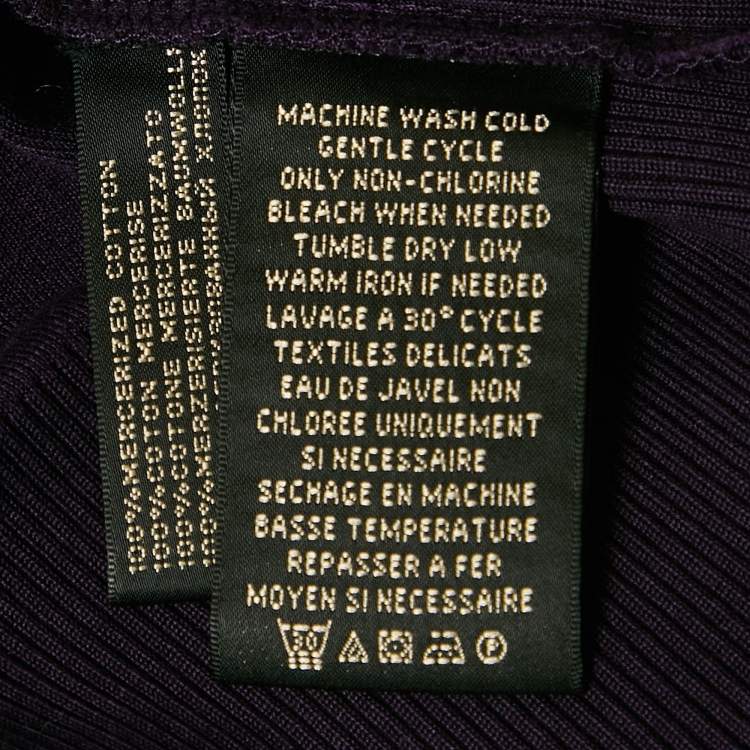 MACHINE WASH COLD
GENTLE CYCLE
ONLY NON-CHLORINE
BLEACH WHEN NEEDED
TUMBLE DRY LOW
WARM IRON IF NEEDED
LAVAGE A 30° CYCLE
TEXTILES DELICATS
EAU DE JAVEL NON
CHLOREE UNIQUEMENT
SI NECESSAIRE
SECHAGE EN MACHINE
BASSE TEMPERATURE
REPASSER A FER
MOYEN SI NECESSAIRE
30 P
100%MERCERIZED COTTON
100%COTON MERCERISE
100%COTONE MERCERIZZATO
100%MERZERISIERTE BAUMWOLLE